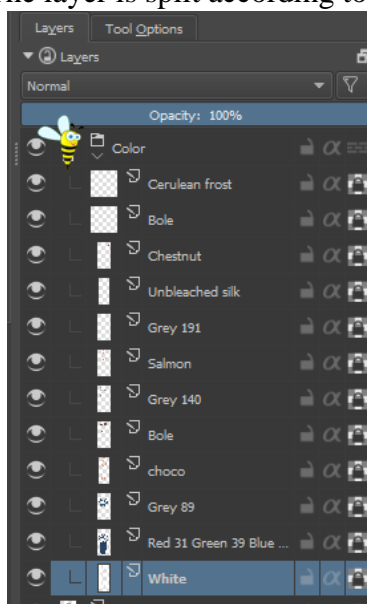 The layer is split according to
Layers Tool Options
Layers
Normal
Opacity: 100%
Color
Cerulean frost
Bole
Chestnut
Unbleached silk
Grey 191
Salmon
Grey 140
Bole
choco
Grey 89
Red 31 Green 39 Blue ...
White